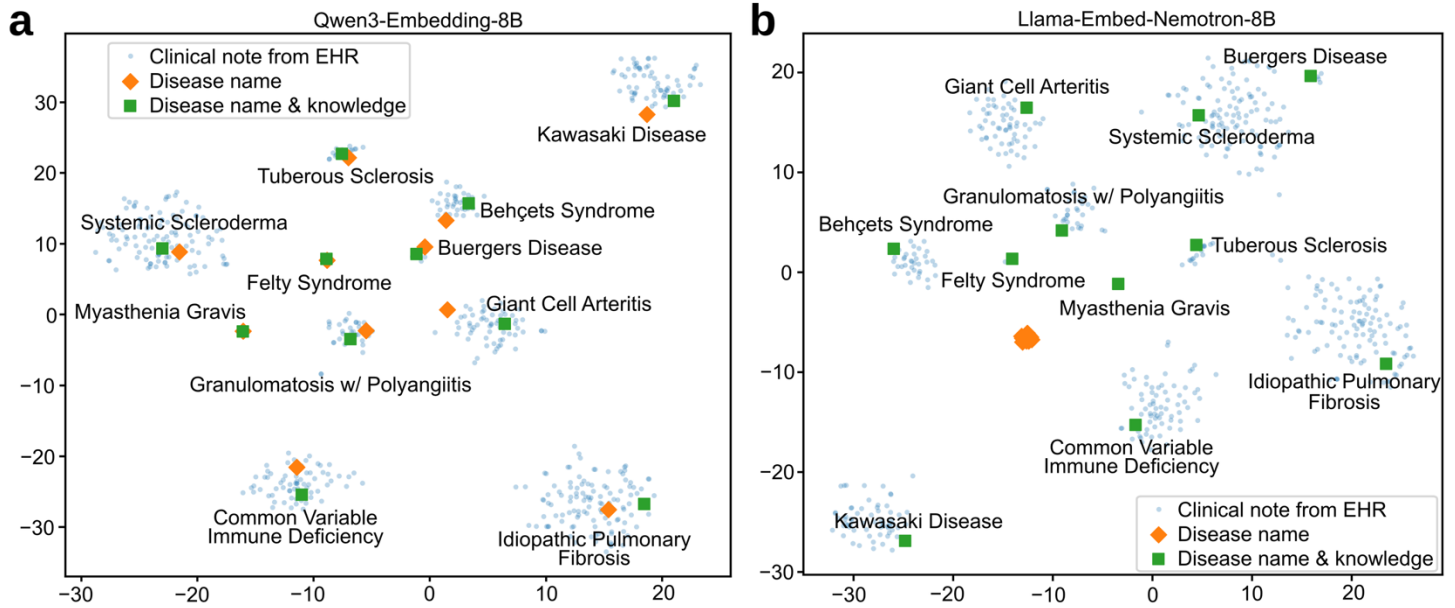 a
Qwen3-Embedding-8B
Clinical note from EHR
Disease name
Disease name & knowledge
Kawasaki Disease
Tuberous Sclerosis
Systemic Scleroderma
Behçets Syndrome
Buergers Disease
Felty Syndrome
Myasthenia Gravis
Giant Cell Arteritis
Granulomatosis w/ Polyangiitis
Common Variable
Immune Deficiency
Idiopathic Pulmonary
Fibrosis
30
20
10
0
−10
−20
−30
−30
−20
−10
0
10
20
b
Llama-Embed-Nemotron-8B
Buergers Disease
Giant Cell Arteritis
Systemic Scleroderma
Granulomatosis w/ Polyangiitis
Behçets Syndrome
Tuberous Sclerosis
Felty Syndrome
Myasthenia Gravis
Idiopathic Pulmonary
Fibrosis
Common Variable
Immune Deficiency
Kawasaki Disease
Clinical note from EHR
Disease name
Disease name & knowledge
20
10
0
−10
−20
−30
−30
−20
−10
0
10
20